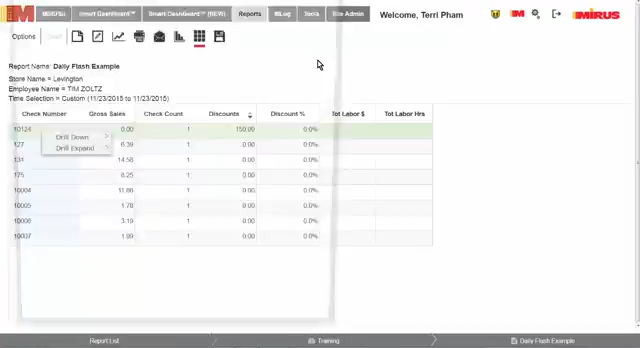 Smart DashBoard™ Smart DashBoard™ (NEW) Reports MLog Tools Site Admin Welcome, Terri Pham MIRUS
Options
Report Name: Daily Flash Example
Store Name = Levington
Employee Name = TIM ZOLTZ
Time Selection = Custom (11/23/2015 to 11/23/2015)
Check Number Gross Sales Check Count Discounts Discount % Tot Labor $ Tot Labor Hrs
10124 0.00 1 150.00 0.0%
Drill Down
127 6.39 1 0.00 0.0%
Drill Expand
131 14.58 1 0.00 0.0%
175 8.25 1 0.00 0.0%
10004 11.66 1 0.00 0.0%
10005 1.78 1 0.00 0.0%
10006 3.19 1 0.00 0.0%
10007 1.89 1 0.00 0.0%
Report List Training Daily Flash Example